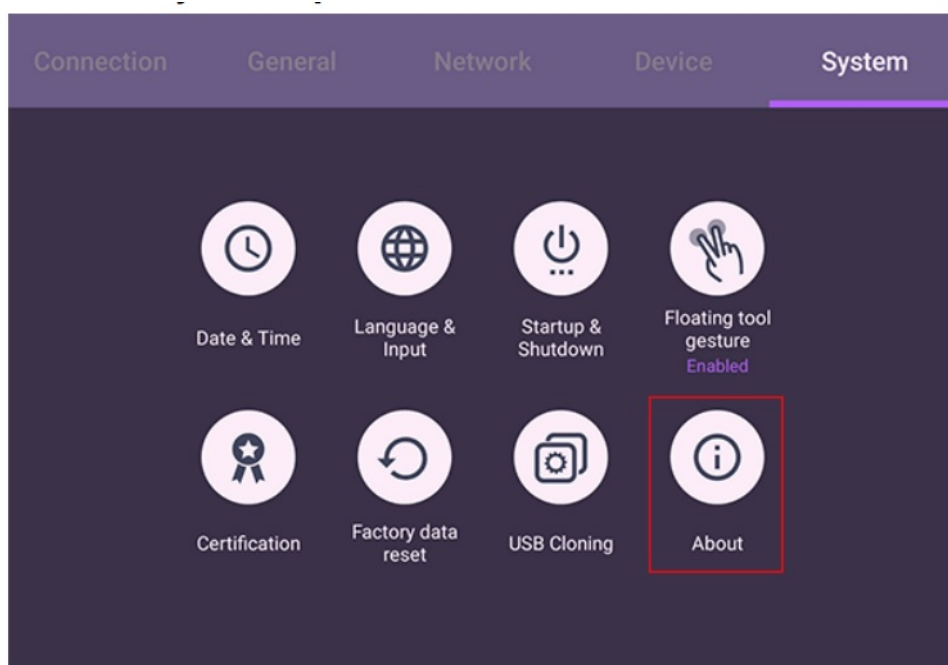 Connection General Network Device System
Date & Time
Language &
Input
Startup &
Shutdown
Floating tool
gesture
Enabled
Certification
Factory data
reset
USB Cloning
About